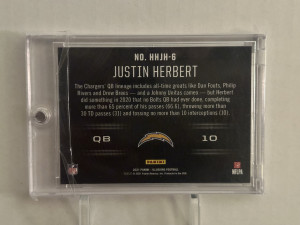 NO. HHJH-6
JUSTIN HERBERT
The Chargers' QB lineage includes all-time greats like Dan Fouts, Philip
Rivers and Drew Brees — and a Johnny Unitas cameo — but Herbert
did something in 2020 that no Bolts QB had ever done, completing
more than 65 percent of his passes (66.6), throwing more than
30 TD passes (31) and tossing no more than 10 interceptions (10).
QB
10
PANINI
NFLPA